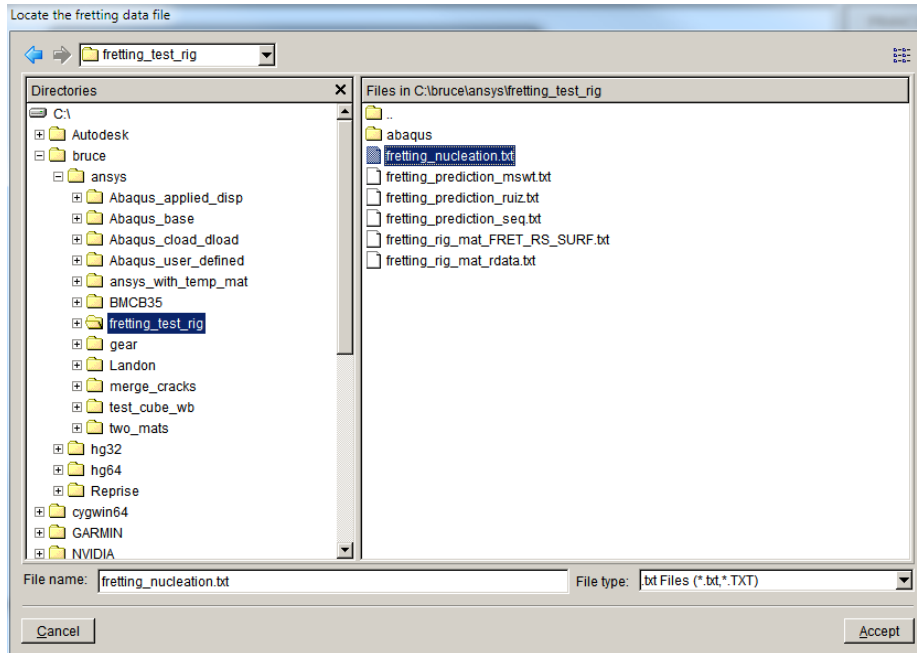 Locate the fretting data file
fretting_test_rig
Directories
C:\
Autodesk
bruce
ansys
Abaqus_applied_disp
Abaqus_base
Abaqus_cload_dload
Abaqus_user_defined
ansys_with_temp_mat
BMCB35
fretting_test_rig
gear
Landon
merge_cracks
test_cube_wb
two_mats
hg32
hg64
Reprise
cygwin64
GARMIN
NVIDIA
Files in C:\bruce\ansys\fretting_test_rig
..
abaqus
fretting_nucleation.txt
fretting_prediction_mswt.txt
fretting_prediction_ruiz.txt
fretting_prediction_seq.txt
fretting_rig_mat_FRET_RS_SURF.txt
fretting_rig_mat_rdata.txt
File name: fretting_nucleation.txt
File type: .txt Files (*.txt,*.TXT)
Cancel
Accept